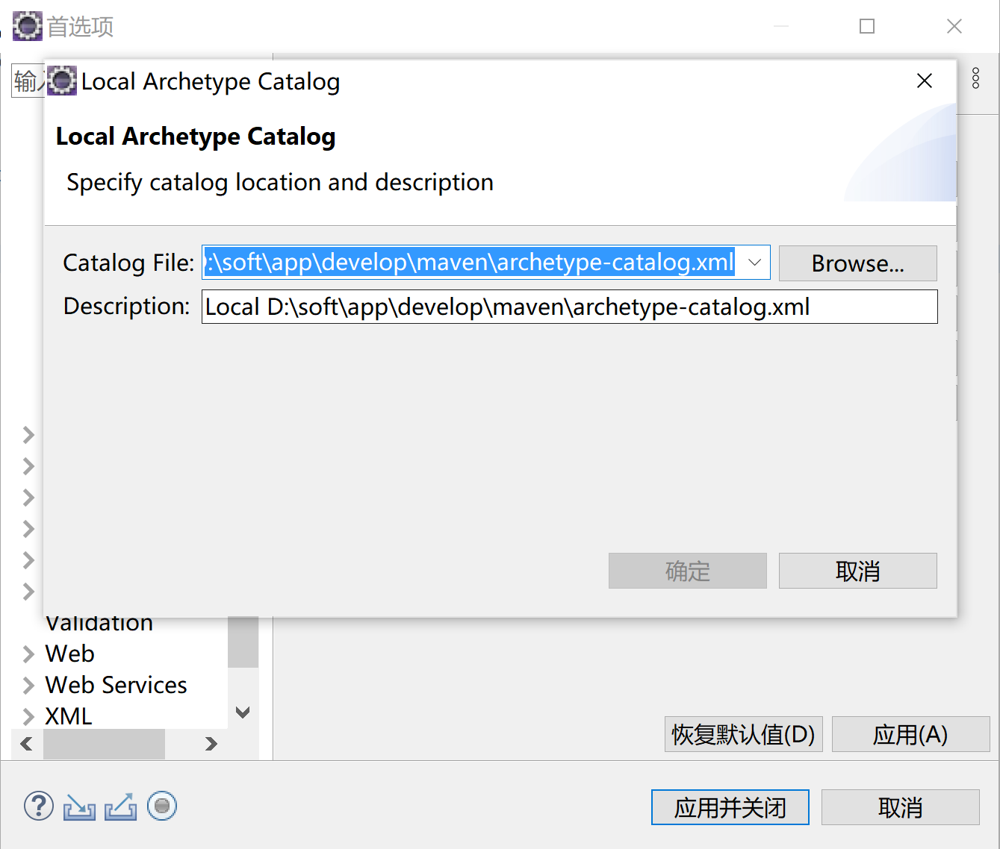 首选项
输入
Local Archetype Catalog
Local Archetype Catalog
Specify catalog location and description
Catalog File: :\soft\app\develop\maven\archetype-catalog.xml Browse...
Description: Local D:\soft\app\develop\maven\archetype-catalog.xml
确定 取消
Validation
Web
Web Services
XML
恢复默认值(D) 应用(A)
应用并关闭 取消